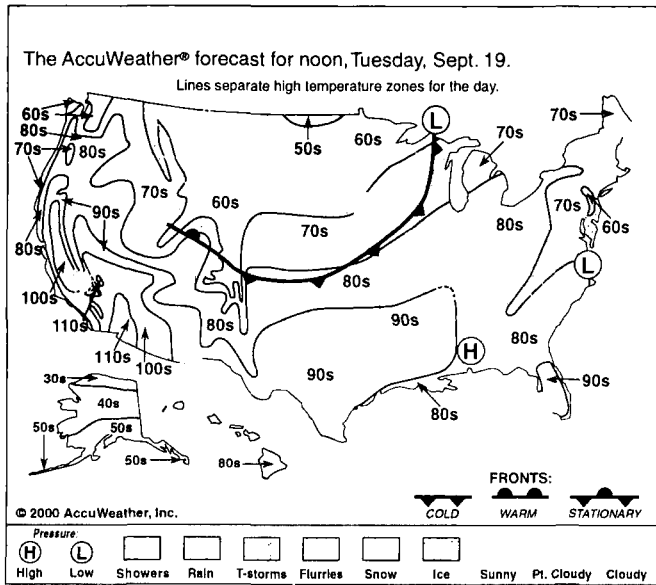 The AccuWeather® forecast for noon, Tuesday, Sept. 19.
Lines separate high temperature zones for the day.
60s
80s
70s
80s
70s
60s
50s
60s
L
70s
70s
90s
70s
80s
70s
60s
80s
100s
110s
110s
100s
80s
80s
90s
90s
H
80s
L
80s
90s
30s
40s
50s
50s
50s
80s
FRONTS:
COLD WARM STATIONARY
© 2000 AccuWeather, Inc.
Pressure:
H L
High Low Showers Rain T-storms Flurries Snow Ice Sunny Pt. Cloudy Cloudy